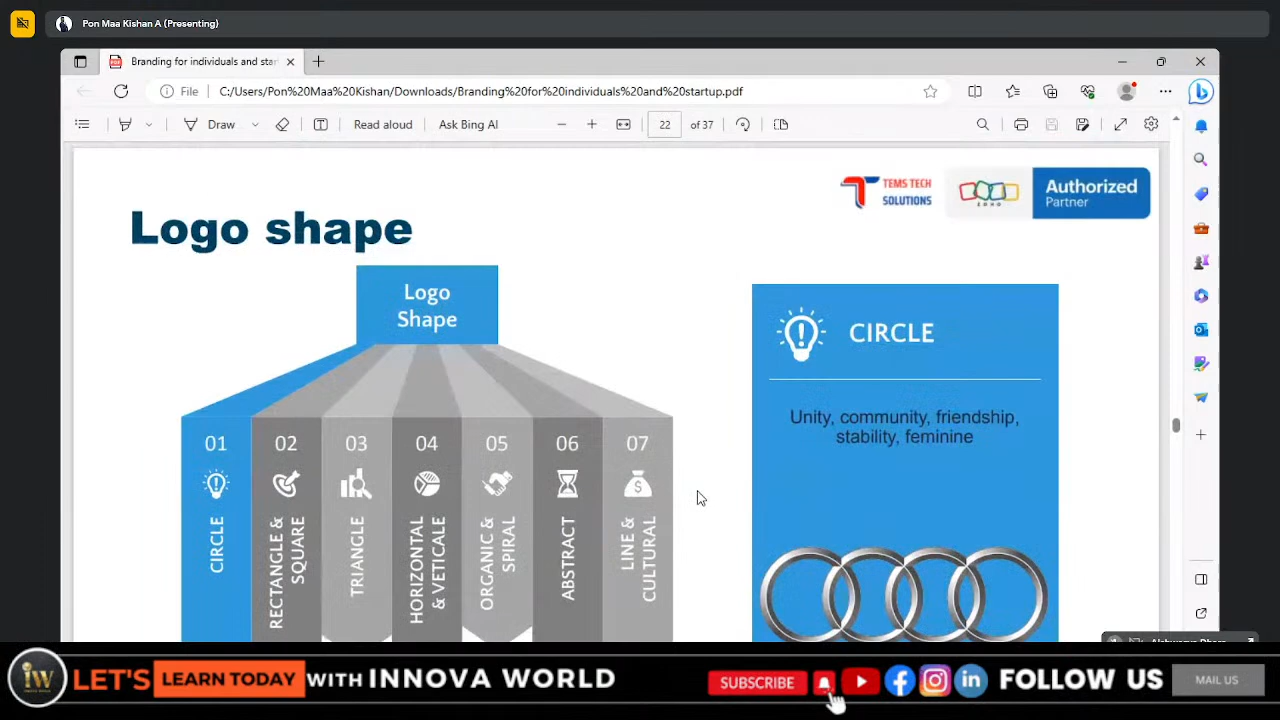 Pon Maa Kishan A (Presenting)
Branding for individuals and star
File C:/Users/Pon%20Maa%20Kishan/Downloads/Branding%20for%20individuals%20and%20startup.pdf
Draw Read aloud Ask Bing AI 22 of 37
TEMS TECH
SOLUTIONS
ZOHO
Authorized
Partner
Logo shape
Logo
Shape
01 02 03 04 05 06 07
CIRCLE
RECTANGLE &
SQUARE
TRIANGLE
HORIZONTAL
& VETICALE
ORGANIC &
SPIRAL
ABSTRACT
LINE &
CULTURAL
CIRCLE
Unity, community, friendship,
stability, feminine
iw
LET'S LEARN TODAY WITH INNOVA WORLD
SUBSCRIBE FOLLOW US MAIL US